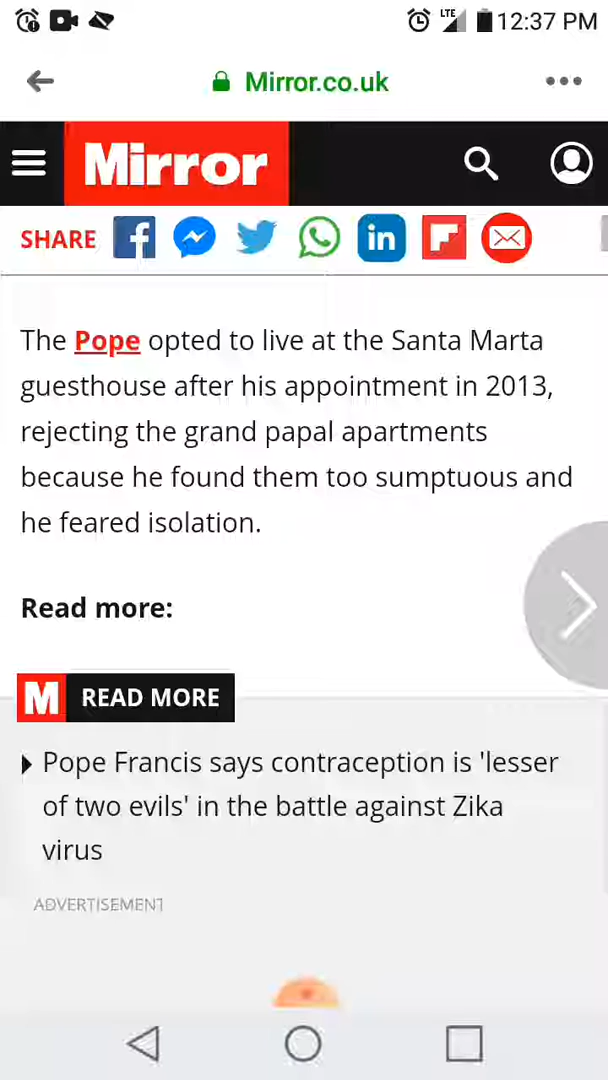 LTE 12:37 PM
Mirror.co.uk
Mirror
SHARE
The Pope opted to live at the Santa Marta
guesthouse after his appointment in 2013,
rejecting the grand papal apartments
because he found them too sumptuous and
he feared isolation.
Read more:
M READ MORE
Pope Francis says contraception is 'lesser
of two evils' in the battle against Zika
virus
ADVERTISEMENT